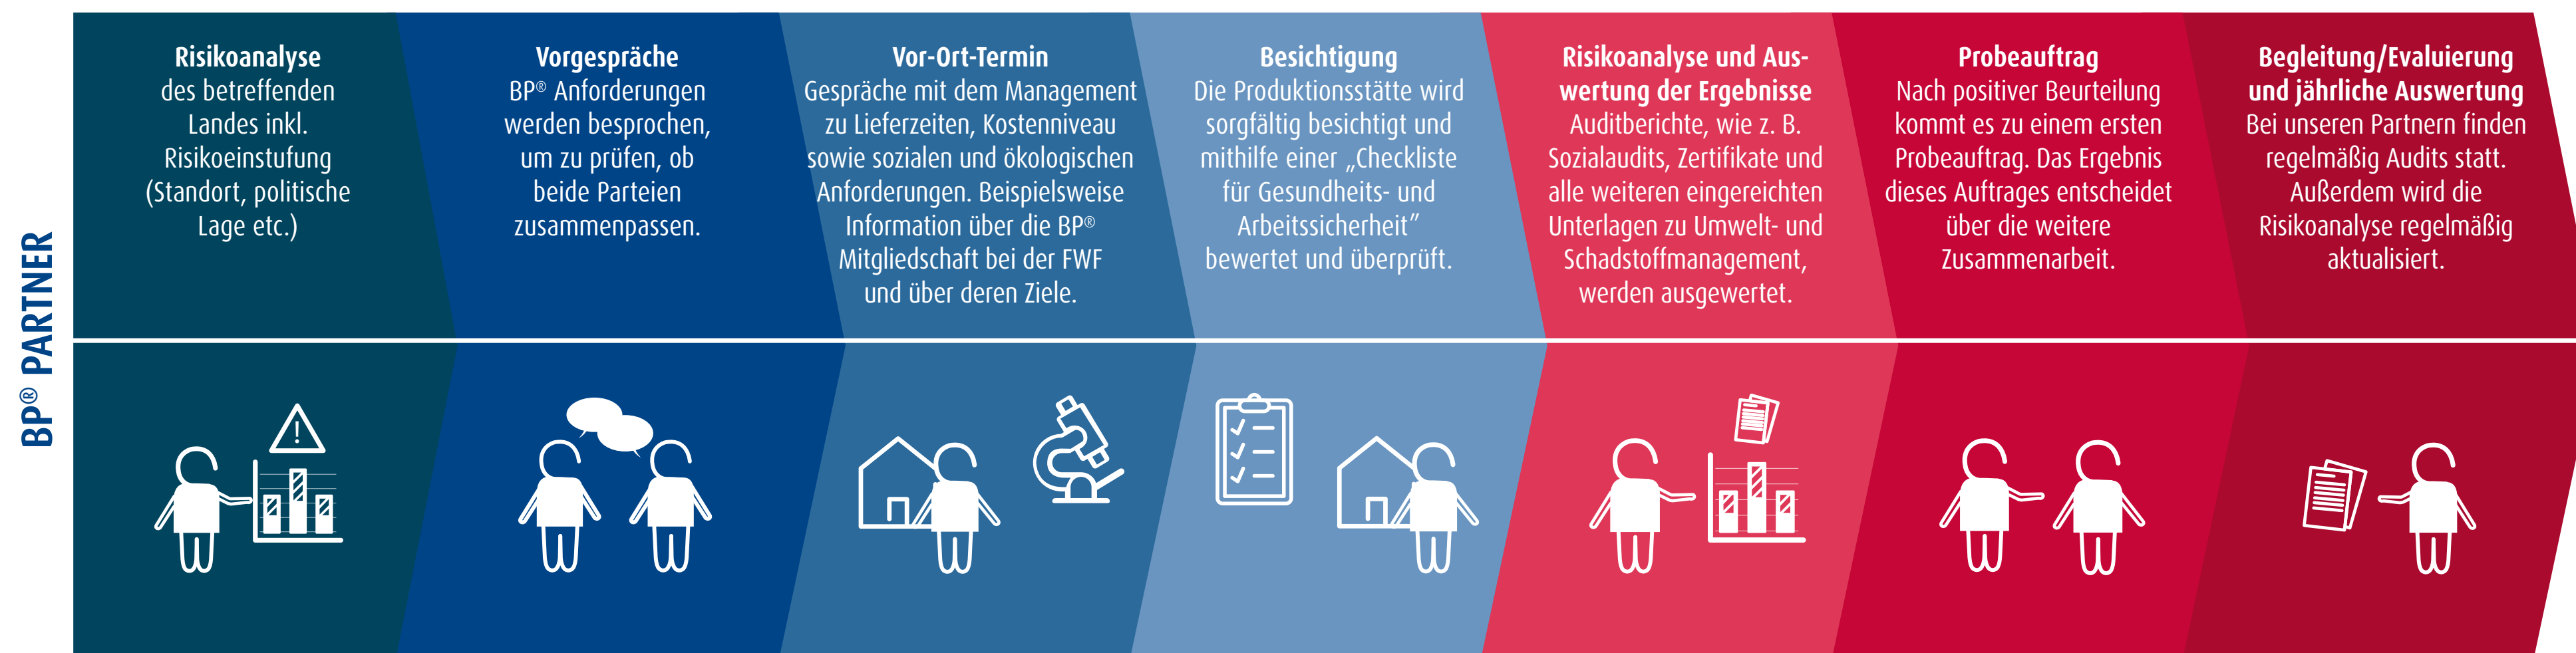 BP® PARTNER
Risikoanalyse
des betreffenden
Landes inkl.
Risikoeinstufung
(Standort, politische
Lage etc.)
Vorgespräche
BP® Anforderungen
werden besprochen,
um zu prüfen, ob
beide Parteien
zusammenpassen.
Vor-Ort-Termin
Gespräche mit dem Management
zu Lieferzeiten, Kostenniveau
sowie sozialen und ökologischen
Anforderungen. Beispielsweise
Information über die BP®
Mitgliedschaft bei der FWF
und über deren Ziele.
Besichtigung
Die Produktionsstätte wird
sorgfältig besichtigt und
mithilfe einer „Checkliste
für Gesundheits- und
Arbeitssicherheit”
bewertet und überprüft.
Risikoanalyse und Aus-
wertung der Ergebnisse
Auditberichte, wie z. B.
Sozialaudits, Zertifikate und
alle weiteren eingereichten
Unterlagen zu Umwelt- und
Schadstoffmanagement,
werden ausgewertet.
Probeauftrag
Nach positiver Beurteilung
kommt es zu einem ersten
Probeauftrag. Das Ergebnis
dieses Auftrages entscheidet
über die weitere
Zusammenarbeit.
Begleitung/Evaluierung
und jährliche Auswertung
Bei unseren Partnern finden
regelmäßig Audits statt.
Außerdem wird die
Risikoanalyse regelmäßig
aktualisiert.
!